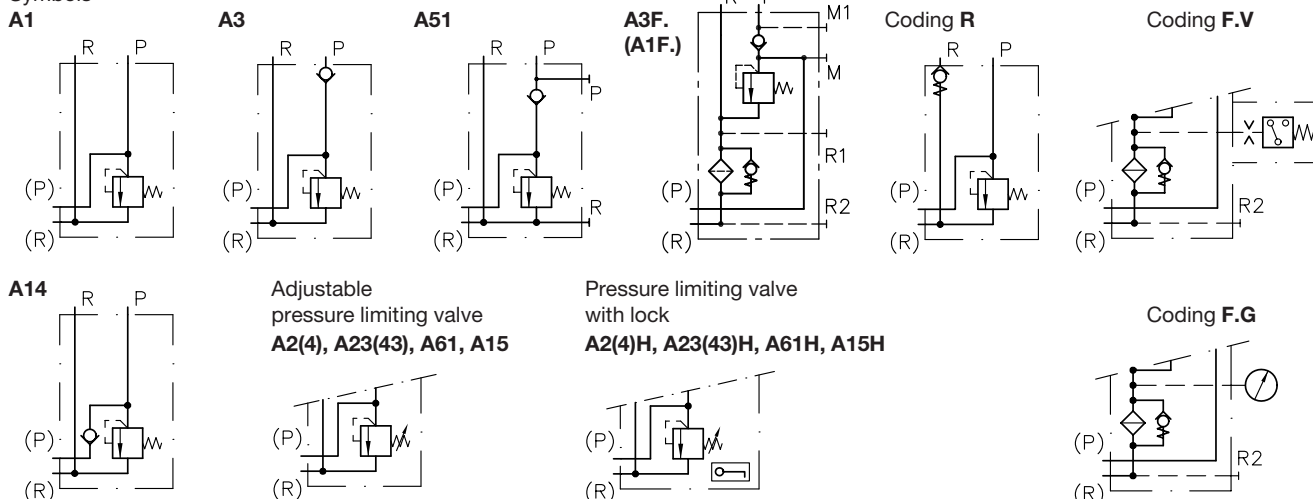 A1
R P
(P)
(R)
A3
R P
(P)
(R)
A51
R P
P
R
(P)
(R)
A3F.
(A1F.)
M1
M
R1
R2
(P)
(R)
Coding R
R P
(P)
(R)
Coding F.V
R2
(P)
(R)
A14
R P
(P)
(R)
Adjustable
pressure limiting valve
A2(4), A23(43), A61, A15
(P)
(R)
Pressure limiting valve
with lock
A2(4)H, A23(43)H, A61H, A15H
(P)
(R)
Coding F.G
R2
(P)
(R)